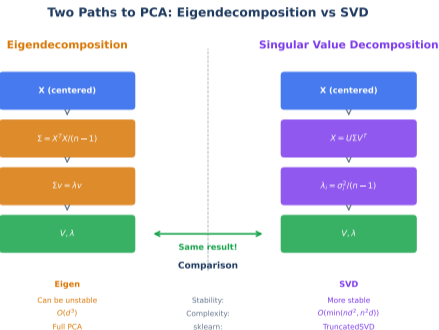 Two Paths to PCA: Eigendecomposition vs SVD
Eigendecomposition
Singular Value Decomposition
X (centered)
X (centered)
Σ = XᵀX/(n − 1)
X = UΣVᵀ
Σv = λv
λᵢ = σᵢ²/(n − 1)
V, λ
V, λ
Same result!
Comparison
Eigen
SVD
Can be unstable
Stability:
More stable
O(d³)
Complexity:
O(min(nd², n²d))
Full PCA
sklearn:
TruncatedSVD